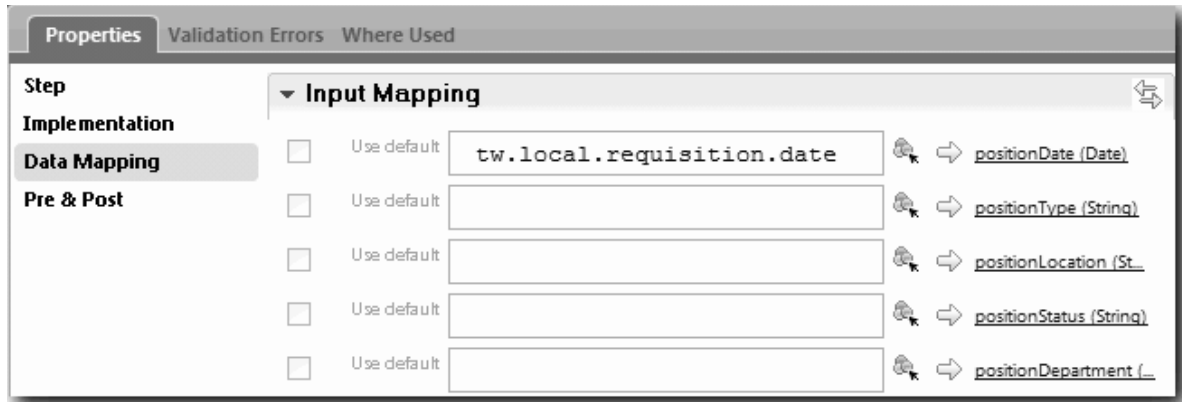 Properties Validation Errors Where Used
Step
Implementation
Data Mapping
Pre & Post
Input Mapping
Use default tw.local.requisition.date positionDate (Date)
Use default positionType (String)
Use default positionLocation (St...
Use default positionStatus (String)
Use default positionDepartment (...